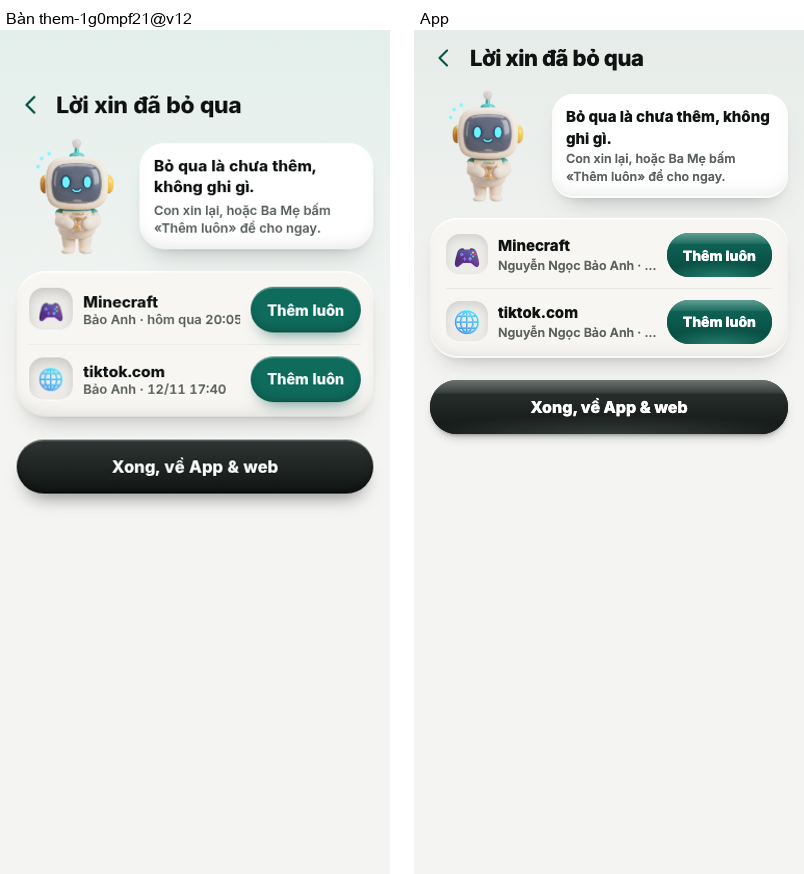 Bản them-1g0mpf21@v12
Lời xin đã bỏ qua
Bỏ qua là chưa thêm,
không ghi gì.
Con xin lại, hoặc Ba Mẹ bấm
«Thêm luôn» để cho ngay.
Minecraft
Bảo Anh · hôm qua 20:05
Thêm luôn
tiktok.com
Bảo Anh · 12/11 17:40
Thêm luôn
Xong, về App & web
App
Lời xin đã bỏ qua
Bỏ qua là chưa thêm, không
ghi gì.
Con xin lại, hoặc Ba Mẹ bấm
«Thêm luôn» để cho ngay.
Minecraft
Nguyễn Ngọc Bảo Anh · ...
Thêm luôn
tiktok.com
Nguyễn Ngọc Bảo Anh · ...
Thêm luôn
Xong, về App & web